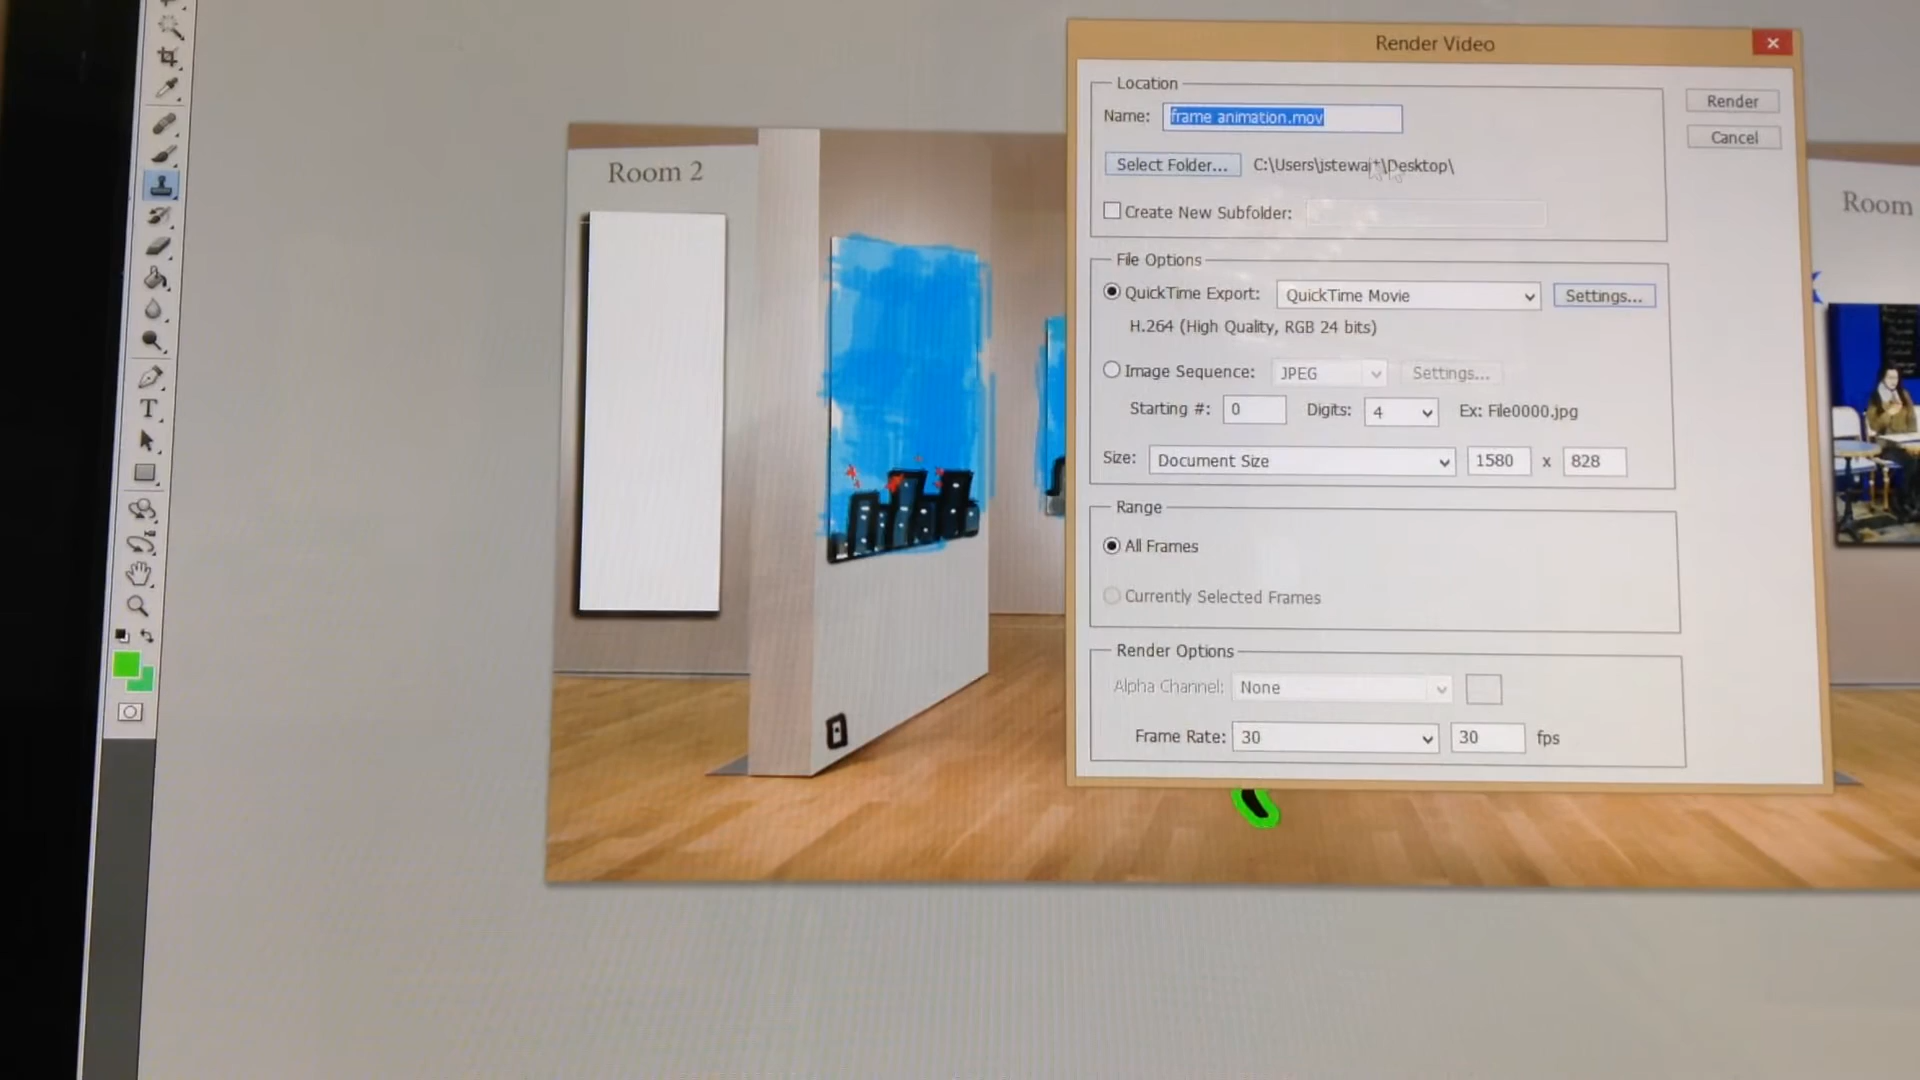 Render Video
Location
Render
Name: frame animation.mov
Cancel
Select Folder... C:\Users\jstewart\Desktop\
Room 2
Create New Subfolder:
Room
File Options
QuickTime Export: QuickTime Movie Settings...
H.264 (High Quality, RGB 24 bits)
Image Sequence: JPEG Settings...
Starting #: 0 Digits: 4 Ex: File0000.jpg
T
Size: Document Size 1580 x 828
Range
All Frames
Currently Selected Frames
Render Options
Alpha Channel: None
Frame Rate: 30 30 fps